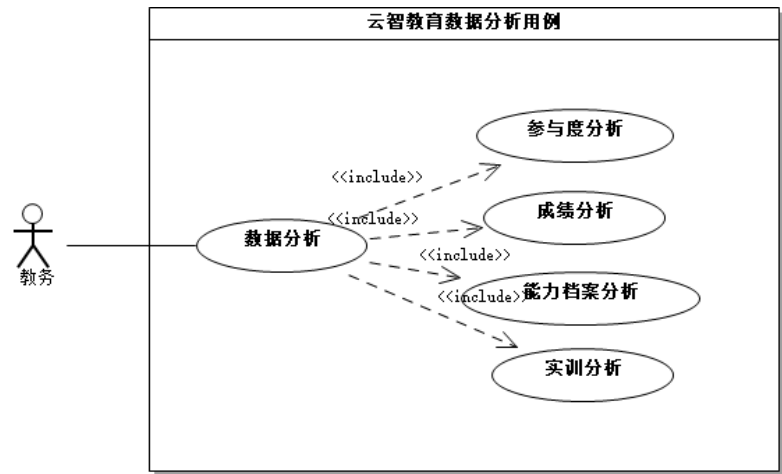 云智教育数据分析用例
参与度分析
<<include>>
成绩分析
<<include>>
数据分析
<<include>>
教务
能力档案分析
<<include>>
实训分析